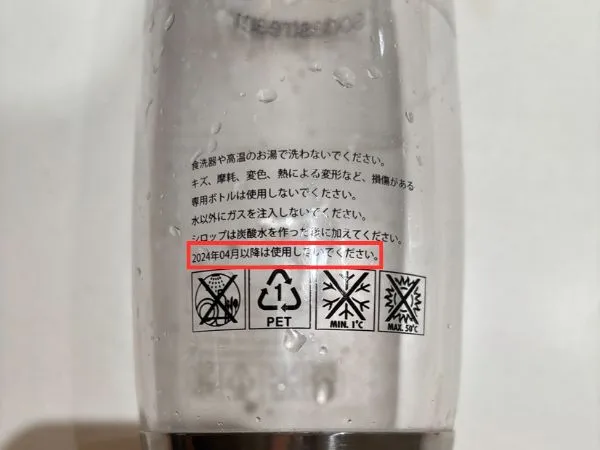 sodastream
食洗器や高温のお湯で洗わないでください。
キズ、摩耗、変色、熱による変形など、損傷がある
専用ボトルは使用しないでください。
水以外にガスを注入しないでください。
シロップは炭酸水を作った後に加えてください。
2024年04月以降は使用しないでください。
1
PET
MIN. 1°C
MAX. 50°C